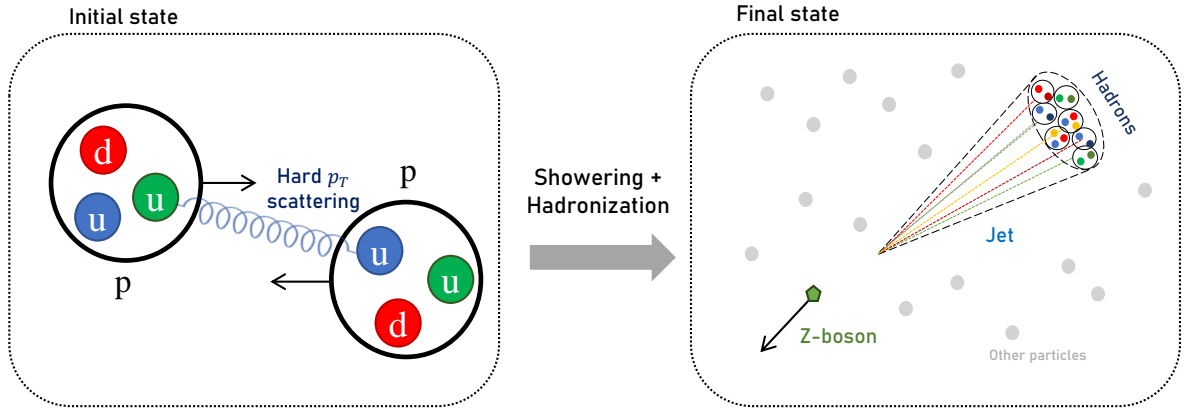 Initial state
d
u
u
p
Hard p_T
scattering
p
u
u
d
Showering +
Hadronization
Final state
Hadrons
Jet
Z-boson
Other particles